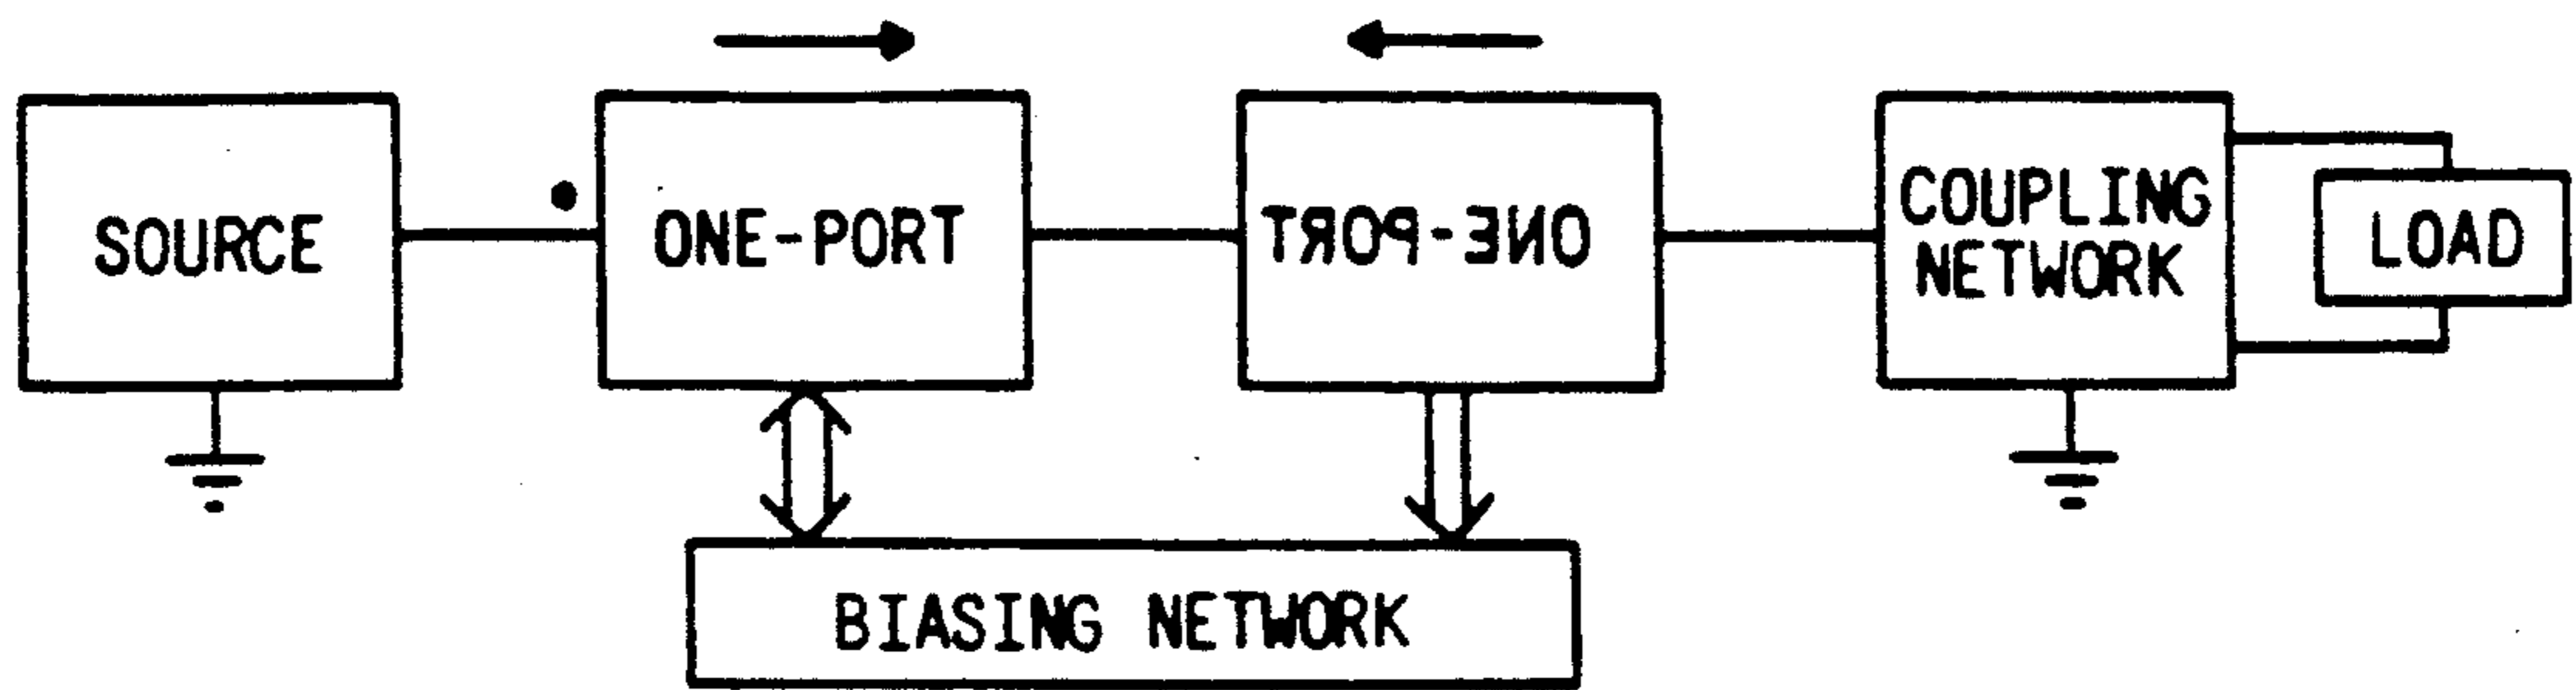 SOURCE
ONE-PORT
ONE-PORT
COUPLING
NETWORK
LOAD
BIASING NETWORK